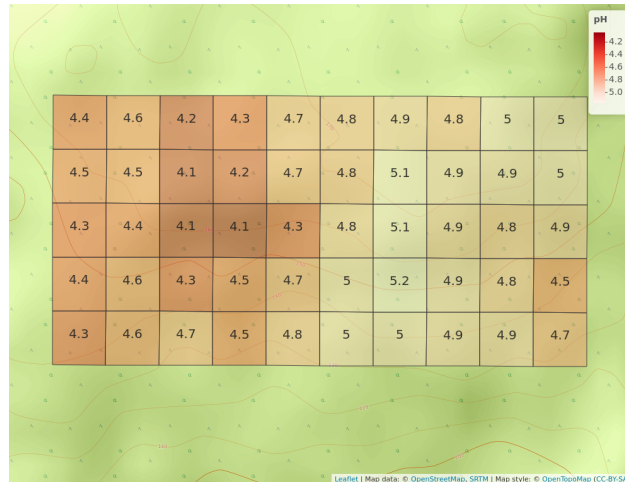 pH
4.2
4.4
4.6
4.8
5.0
4.4 4.6 4.2 4.3 4.7 4.8 4.9 4.8 5 5
4.5 4.5 4.1 4.2 4.7 4.8 5.1 4.9 4.9 5
4.3 4.4 4.1 4.1 4.3 4.8 5.1 4.9 4.8 4.9
4.4 4.6 4.3 4.5 4.7 5 5.2 4.9 4.8 4.5
4.3 4.6 4.7 4.5 4.8 5 5 4.9 4.9 4.7
Leaflet | Map data: © OpenStreetMap, SRTM | Map style: © OpenTopoMap (CC-BY-SA